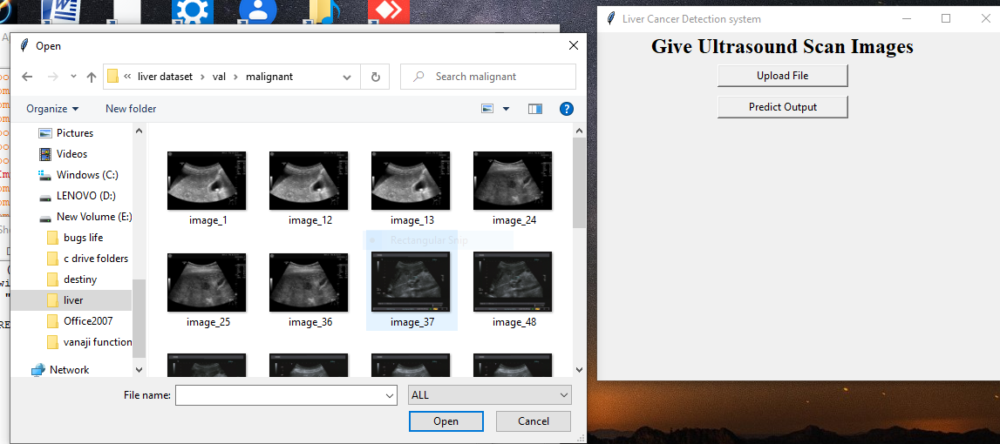 Open
liver dataset > val > malignant
Search malignant
Organize
New folder
Pictures
Videos
Windows (C:)
LENOVO (D:)
New Volume (E:)
bugs life
c drive folders
destiny
liver
Office2007
vanaji function
Network
image_1
image_12
image_13
image_24
Rectangular Snip
image_25
image_36
image_37
image_48
File name:
ALL
Open
Cancel
Liver Cancer Detection system
Give Ultrasound Scan Images
Upload File
Predict Output